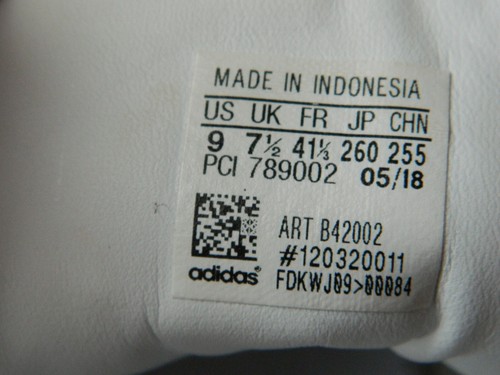 MADE IN INDONESIA
US UK FR JP CHN
9 7½ 41⅓ 260 255
PCI 789002 05/18
ART B42002
#120320011
adidas FDKWJ09>00084